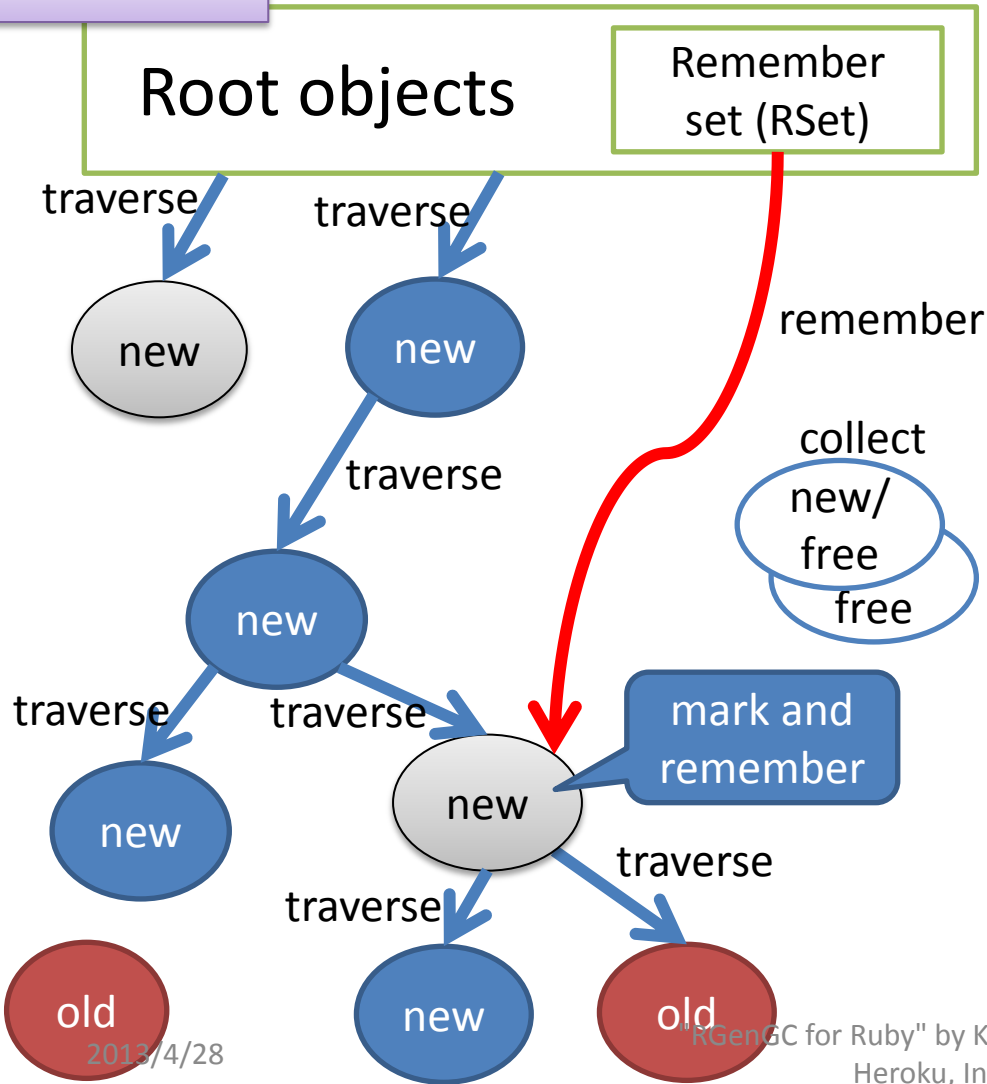 Root objects
Remember
set (RSet)
traverse
traverse
new
new
remember
collect
new/
free
free
traverse
new
traverse
traverse
mark and
remember
new
new
traverse
traverse
old
new
old
2013/4/28
"RGenGC for Ruby" by K
Heroku, In